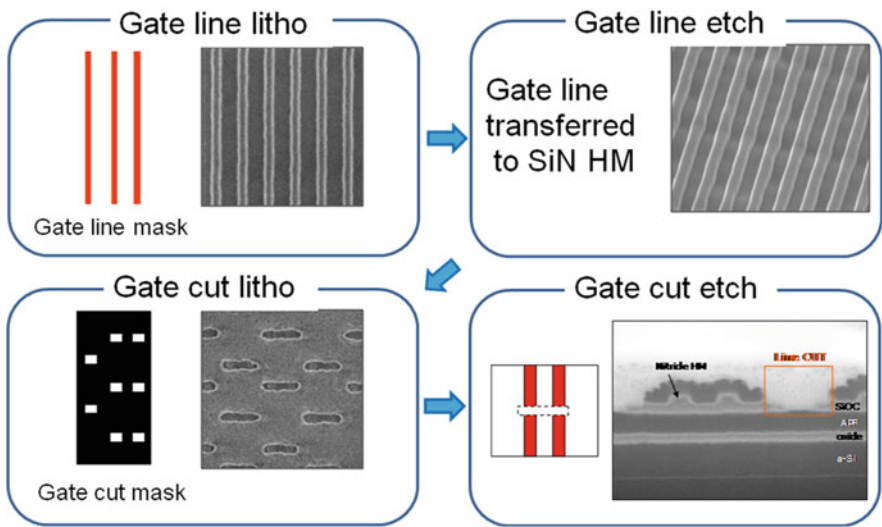 Gate line litho
Gate line mask
Gate line etch
Gate line
transferred
to SiN HM
Gate cut litho
Gate cut mask
Gate cut etch
Nitride HM
Line CUT
SiOC
APF
oxide
a-Si